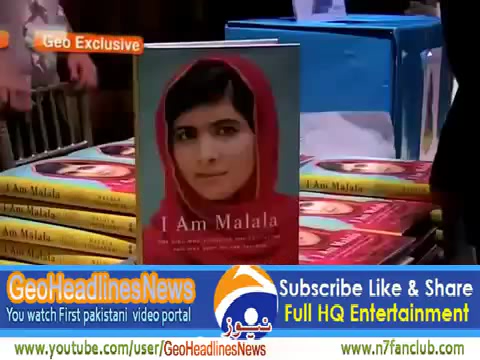 Geo Exclusive
I Am Malala
I Am Malala
I Am Malala
I Am Malala
I Am Malala
GeoHeadlinesNews
You watch First pakistani video portal
نیوز
Subscribe Like & Share
Full HQ Entertainment
www.youtube.com/user/GeoHeadlinesNews
www.n7fanclub.com